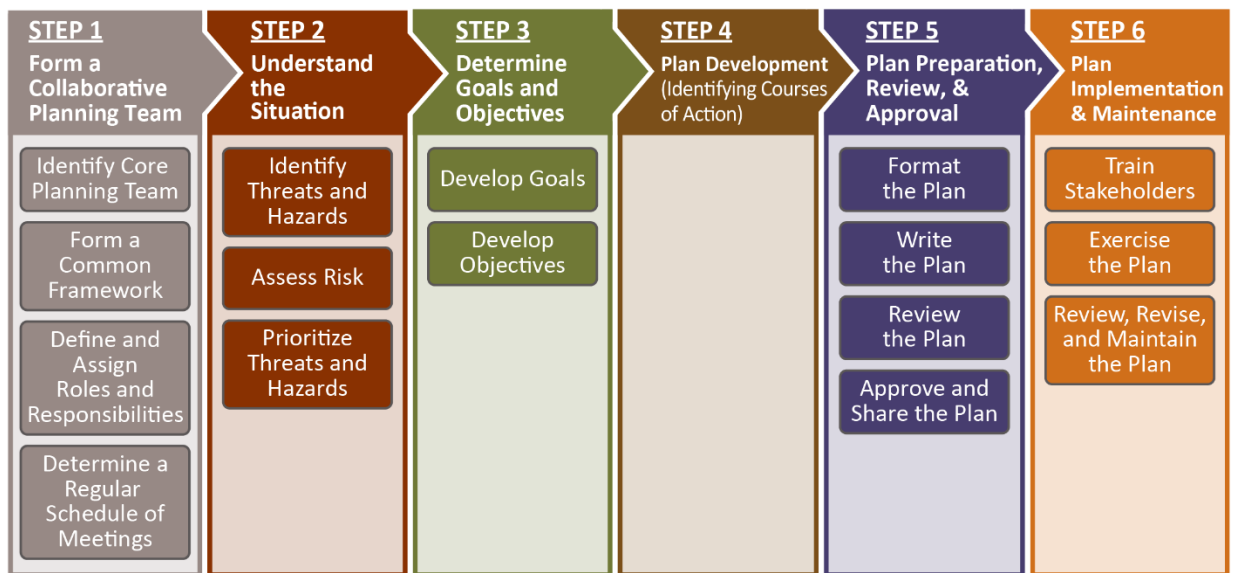 STEP 1
Form a
Collaborative
Planning Team
Identify Core
Planning Team
Form a
Common
Framework
Define and
Assign
Roles and
Responsibilities
Determine a
Regular
Schedule of
Meetings
STEP 2
Understand
the
Situation
Identify
Threats and
Hazards
Assess Risk
Prioritize
Threats and
Hazards
STEP 3
Determine
Goals and
Objectives
Develop Goals
Develop
Objectives
STEP 4
Plan Development
(Identifying Courses
of Action)
STEP 5
Plan Preparation,
Review, &
Approval
Format
the Plan
Write
the Plan
Review
the Plan
Approve and
Share the Plan
STEP 6
Plan
Implementation
& Maintenance
Train
Stakeholders
Exercise
the Plan
Review, Revise,
and Maintain
the Plan